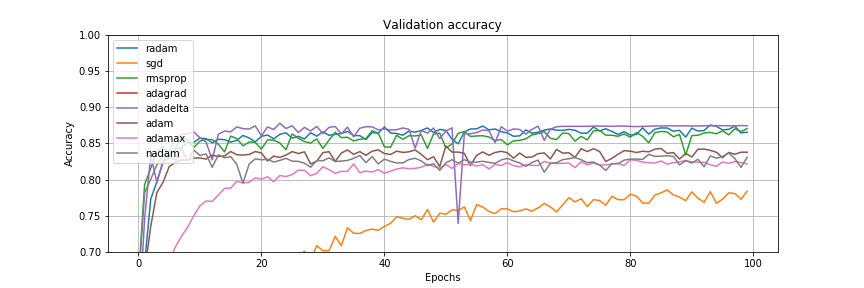 Validation accuracy
1.00
0.95
0.90
0.85
0.80
0.75
0.70
Accuracy
radam
sgd
rmsprop
adagrad
adadelta
adam
adamax
nadam
0 20 40 60 80 100
Epochs